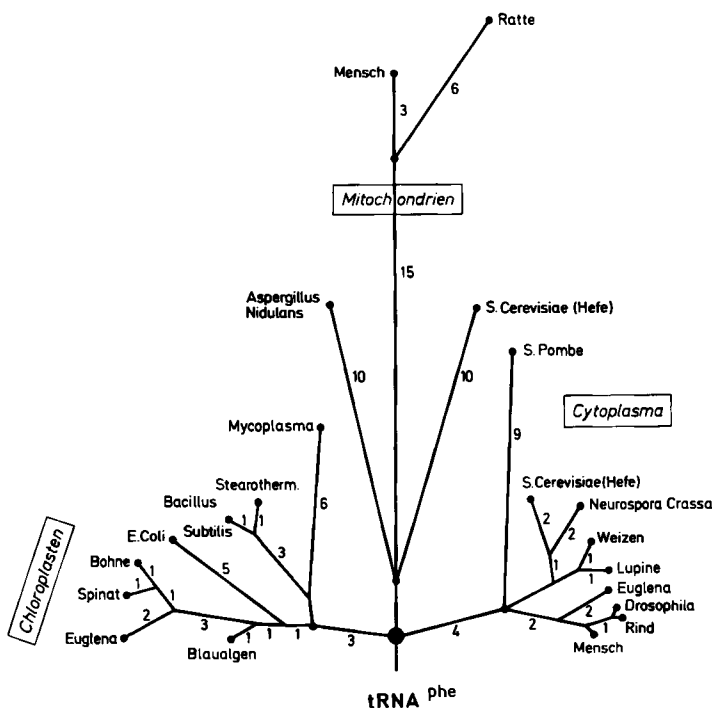 Ratte
Mensch
6
3
Mitochondrien
15
Aspergillus
Nidulans
S. Cerevisiae (Hefe)
10
10
S. Pombe
9
Cytoplasma
Mycoplasma
6
Stearotherm.
Bacillus
Subtilis
1
1
3
S. Cerevisiae (Hefe)
Neurospora Crassa
2
2
1
Weizen
1
Lupine
1
Chloroplasten
E. Coli
5
Bohne
1
Spinat
1
1
Euglena
2
3
Blaualgen
1
1
1
3
4
Euglena
2
2
Drosophila
1
Rind
Mensch
tRNA phe